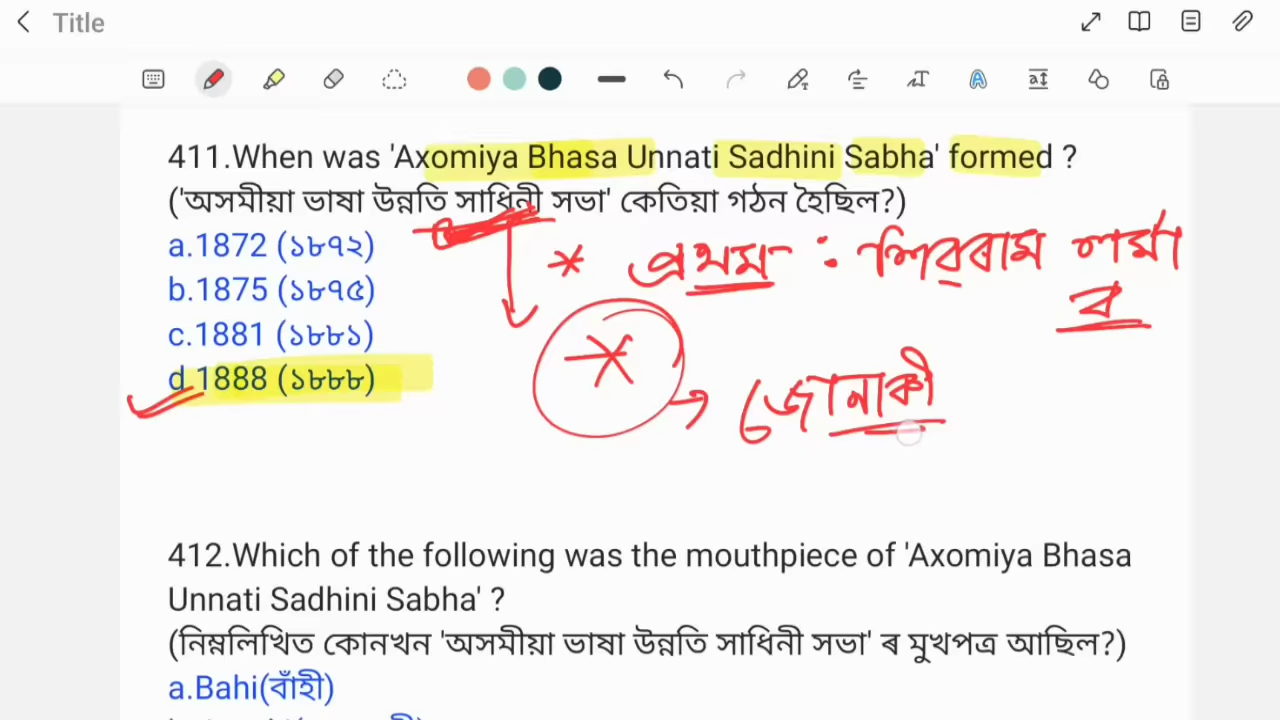 Title
411.When was 'Axomiya Bhasa Unnati Sadhini Sabha' formed ?
('অসমীয়া ভাষা উন্নতি সাধিনী সভা' কেতিয়া গঠন হৈছিল?)
a.1872 (১৮৭২)
b.1875 (১৮৭৫)
c.1881 (১৮৮১)
d.1888 (১৮৮৮)
* প্ৰথম : শিৱৰাম শৰ্মা
ব
* → জোনাকী
412.Which of the following was the mouthpiece of 'Axomiya Bhasa
Unnati Sadhini Sabha' ?
(নিম্নলিখিত কোনখন 'অসমীয়া ভাষা উন্নতি সাধিনী সভা' ৰ মুখপত্ৰ আছিল?)
a.Bahi(বাঁহী)